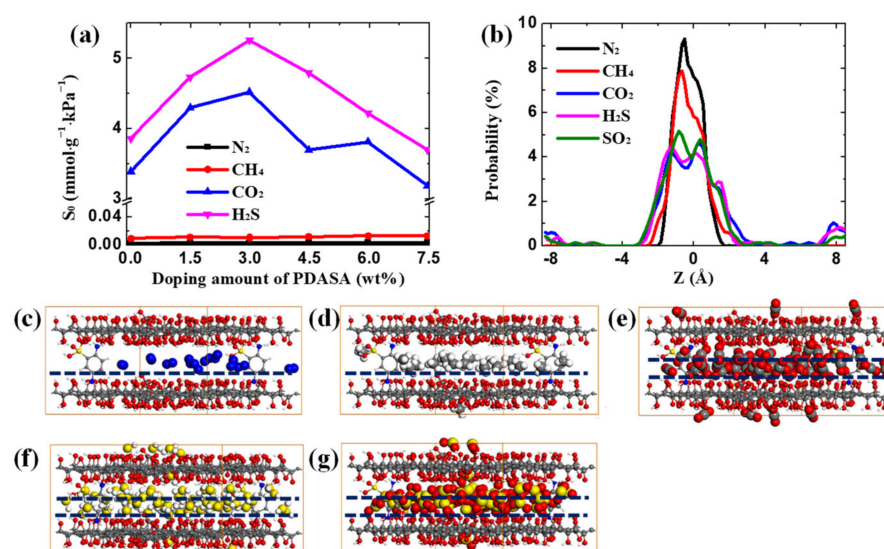 (a)
S₀ (mmol·g⁻¹·kPa⁻¹)
5
4
3
0.04
0.00
N₂
CH₄
CO₂
H₂S
0.0 1.5 3.0 4.5 6.0 7.5
Doping amount of PDASA (wt%)
(b)
Probability (%)
10
8
6
4
2
0
N₂
CH₄
CO₂
H₂S
SO₂
-8 -4 0 4 8
Z (Å)
(c)
(d)
(e)
(f)
(g)